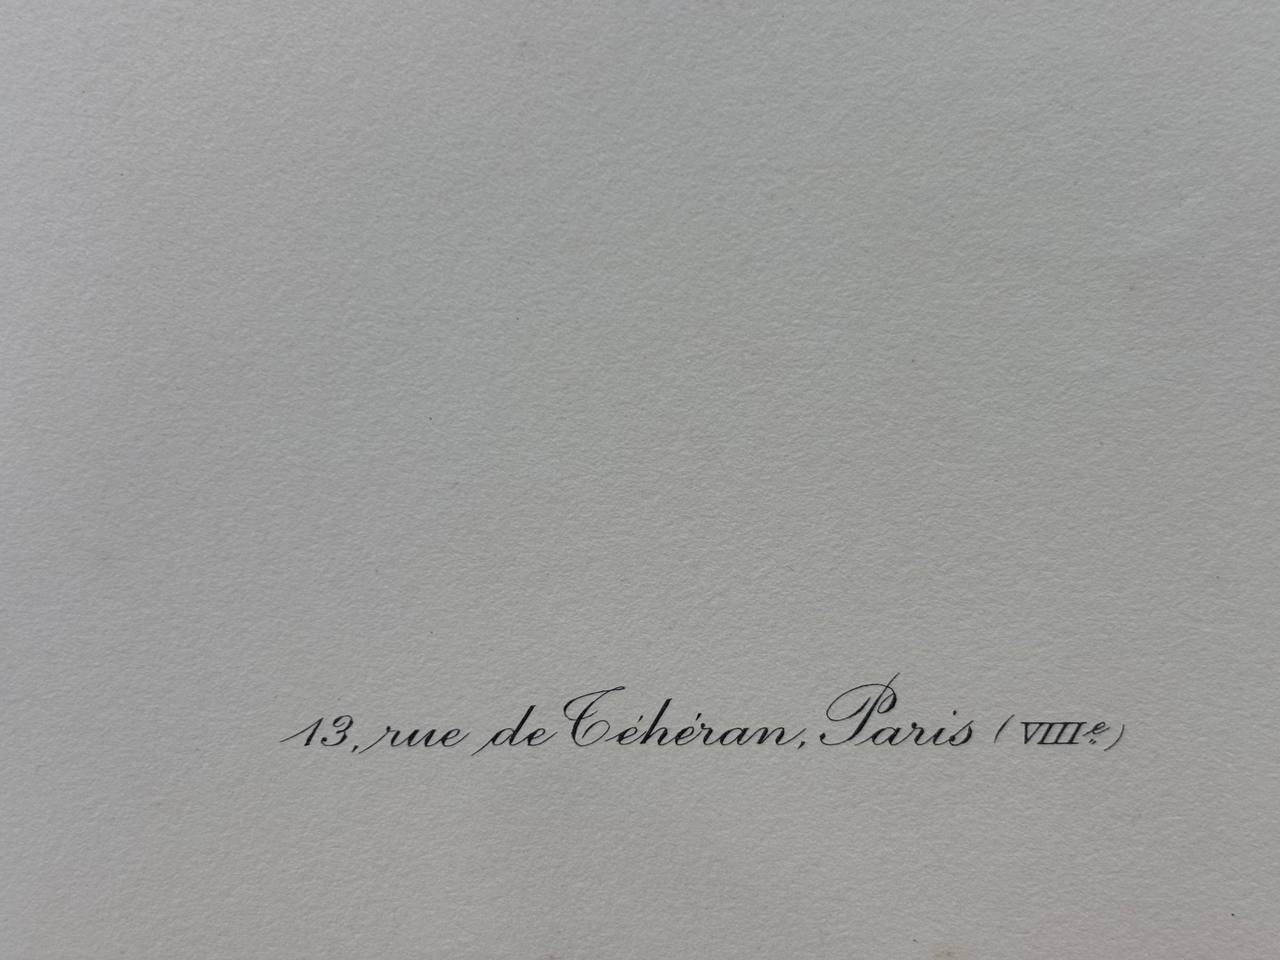 13, rue de Téhéran, Paris (VIIIe)